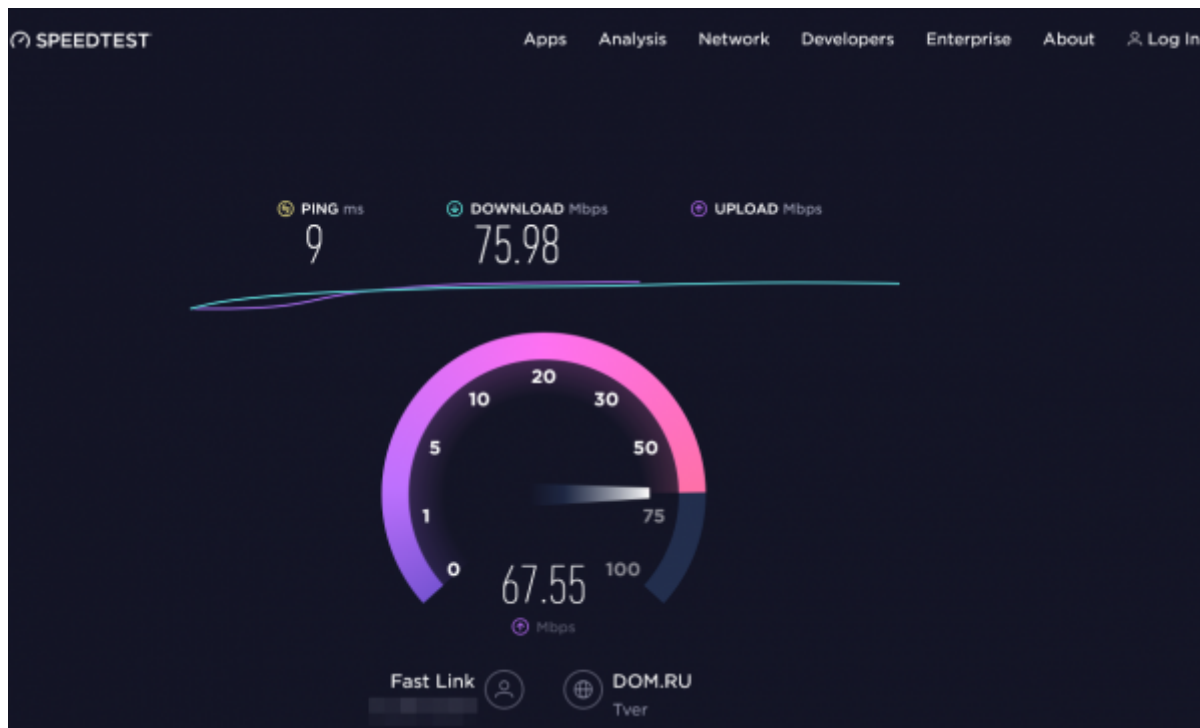 SPEEDTEST Apps Analysis Network Developers Enterprise About Log In
PING ms DOWNLOAD Mbps UPLOAD Mbps
9 75.98
20
10 30
5 50
1 75
0 100
67.55
Mbps
Fast Link DOM.RU
Tver